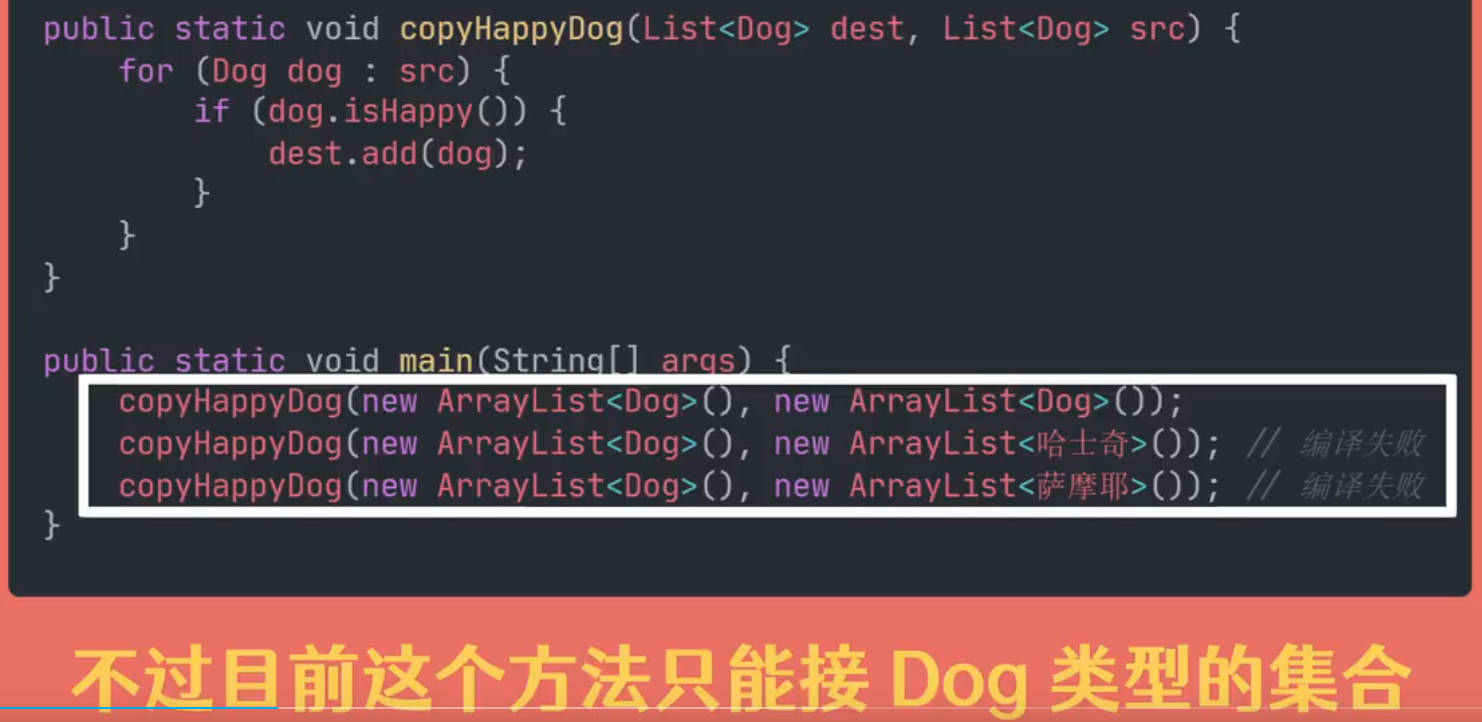 public static void copyHappyDog(List<Dog> dest, List<Dog> src) {
for (Dog dog : src) {
if (dog.isHappy()) {
dest.add(dog);
}
}
}
public static void main(String[] args) {
copyHappyDog(new ArrayList<Dog>(), new ArrayList<Dog>());
copyHappyDog(new ArrayList<Dog>(), new ArrayList<哈士奇>()); // 编译失败
copyHappyDog(new ArrayList<Dog>(), new ArrayList<萨摩耶>()); // 编译失败
}
不过目前这个方法只能接 Dog 类型的集合